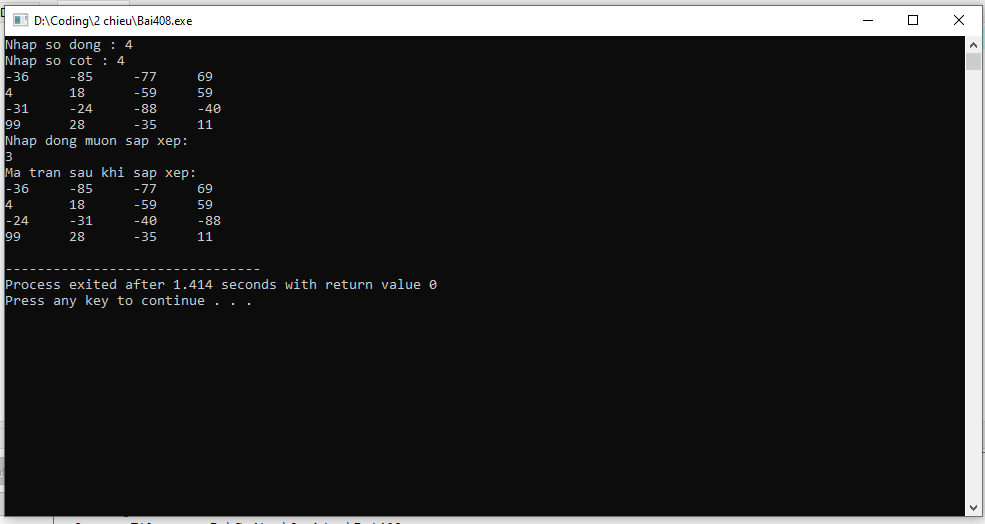 D:\Coding\2 chieu\Bai408.exe
Nhap so dong : 4
Nhap so cot : 4
-36 -85 -77 69
4 18 -59 59
-31 -24 -88 -40
99 28 -35 11
Nhap dong muon sap xep:
3
Ma tran sau khi sap xep:
-36 -85 -77 69
4 18 -59 59
-24 -31 -40 -88
99 28 -35 11
--------------------------------
Process exited after 1.414 seconds with return value 0
Press any key to continue . . .